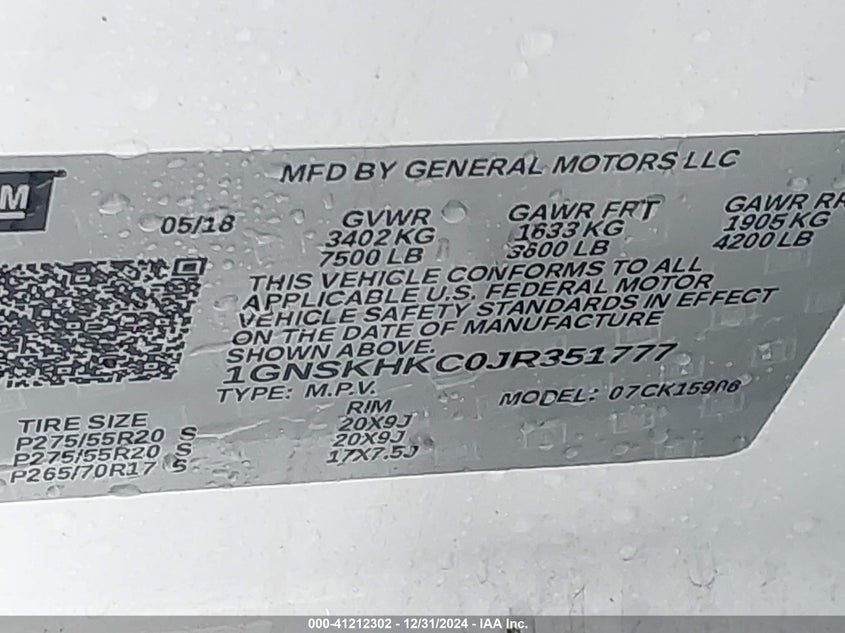 MFD BY GENERAL MOTORS LLC
M
05/18
GVWR GAWR FRT GAWR RR
3402 KG 1633 KG 1905 KG
7500 LB 3600 LB 4200 LB
THIS VEHICLE CONFORMS TO ALL
APPLICABLE U.S. FEDERAL MOTOR
VEHICLE SAFETY STANDARDS IN EFFECT
ON THE DATE OF MANUFACTURE
SHOWN ABOVE.
1GNSKHKC0JR351777
TYPE: M.P.V. MODEL: 07CK15906
TIRE SIZE RIM
P275/55R20 S 20X9J
P275/55R20 S 20X9J
P265/70R17 S 17X7.5J
000-41212302 - 12/31/2024 - IAA Inc.